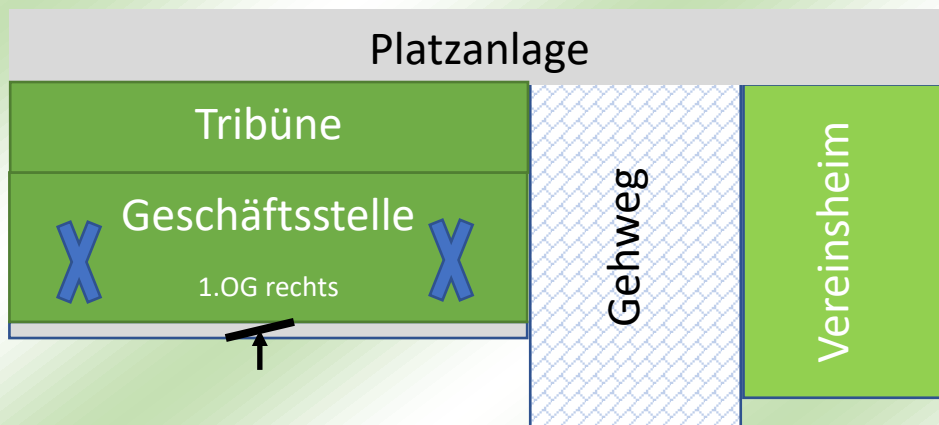 Platzanlage
Tribüne
Geschäftsstelle
1.OG rechts
Gehweg
Vereinsheim